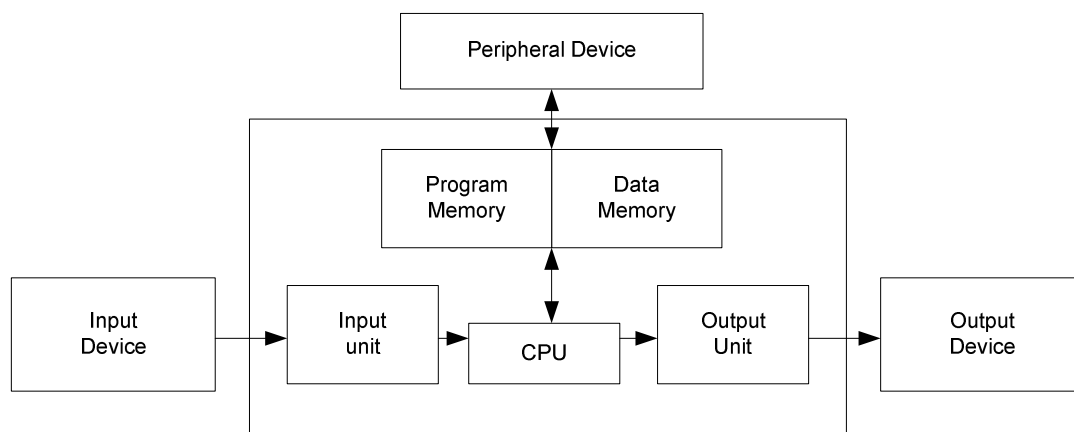 Peripheral Device
Program
Memory
Data
Memory
Input
Device
Input
unit
CPU
Output
Unit
Output
Device